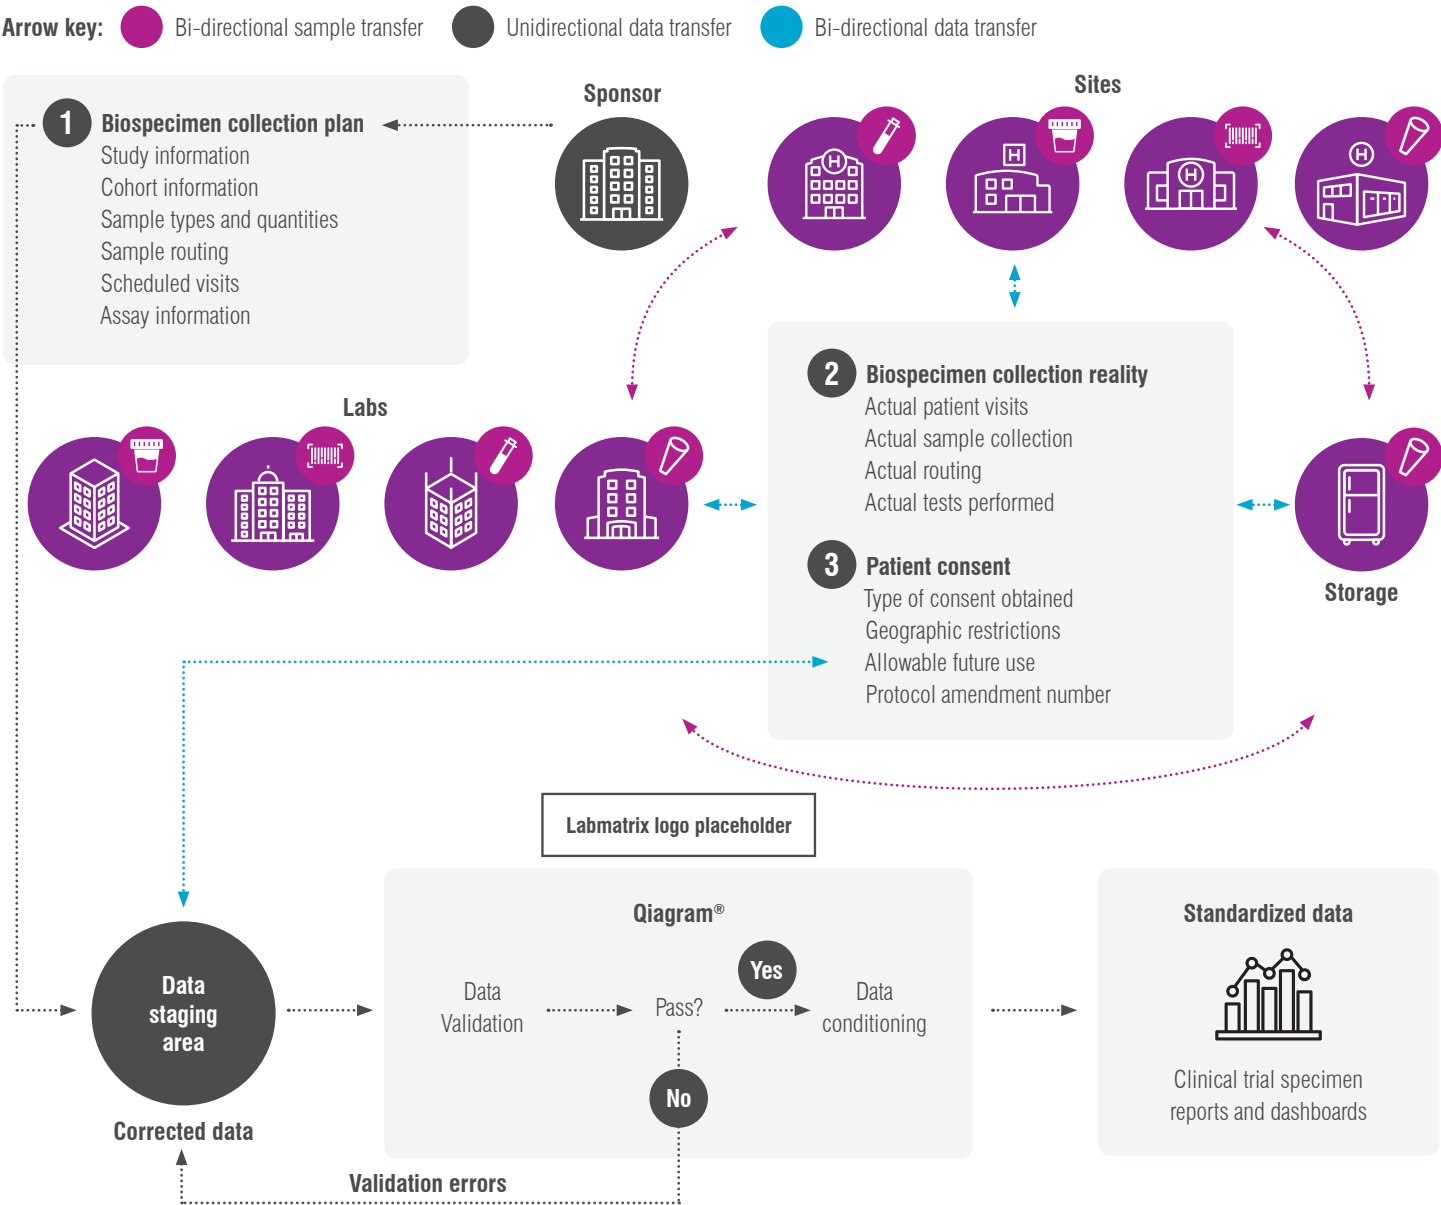 Arrow key: Bi-directional sample transfer Unidirectional data transfer Bi-directional data transfer
1 Biospecimen collection plan
Study information
Cohort information
Sample types and quantities
Sample routing
Scheduled visits
Assay information
Sponsor
Sites
H
H
H
H
2 Biospecimen collection reality
Actual patient visits
Actual sample collection
Actual routing
Actual tests performed
3 Patient consent
Type of consent obtained
Geographic restrictions
Allowable future use
Protocol amendment number
Labs
Storage
Labmatrix logo placeholder
Data
staging
area
Corrected data
Qiagram®
Data
Validation
Pass?
Yes
No
Data
conditioning
Validation errors
Standardized data
Clinical trial specimen
reports and dashboards